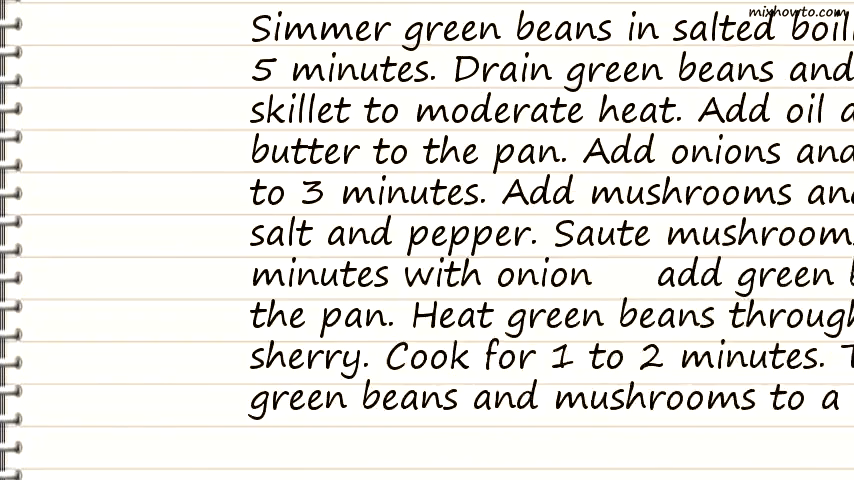 mixhowto.com
Simmer green beans in salted boil
5 minutes. Drain green beans and
skillet to moderate heat. Add oil a
butter to the pan. Add onions and
to 3 minutes. Add mushrooms an
salt and pepper. Saute mushroom
minutes with onion add green
the pan. Heat green beans through
sherry. Cook for 1 to 2 minutes. T
green beans and mushrooms to a